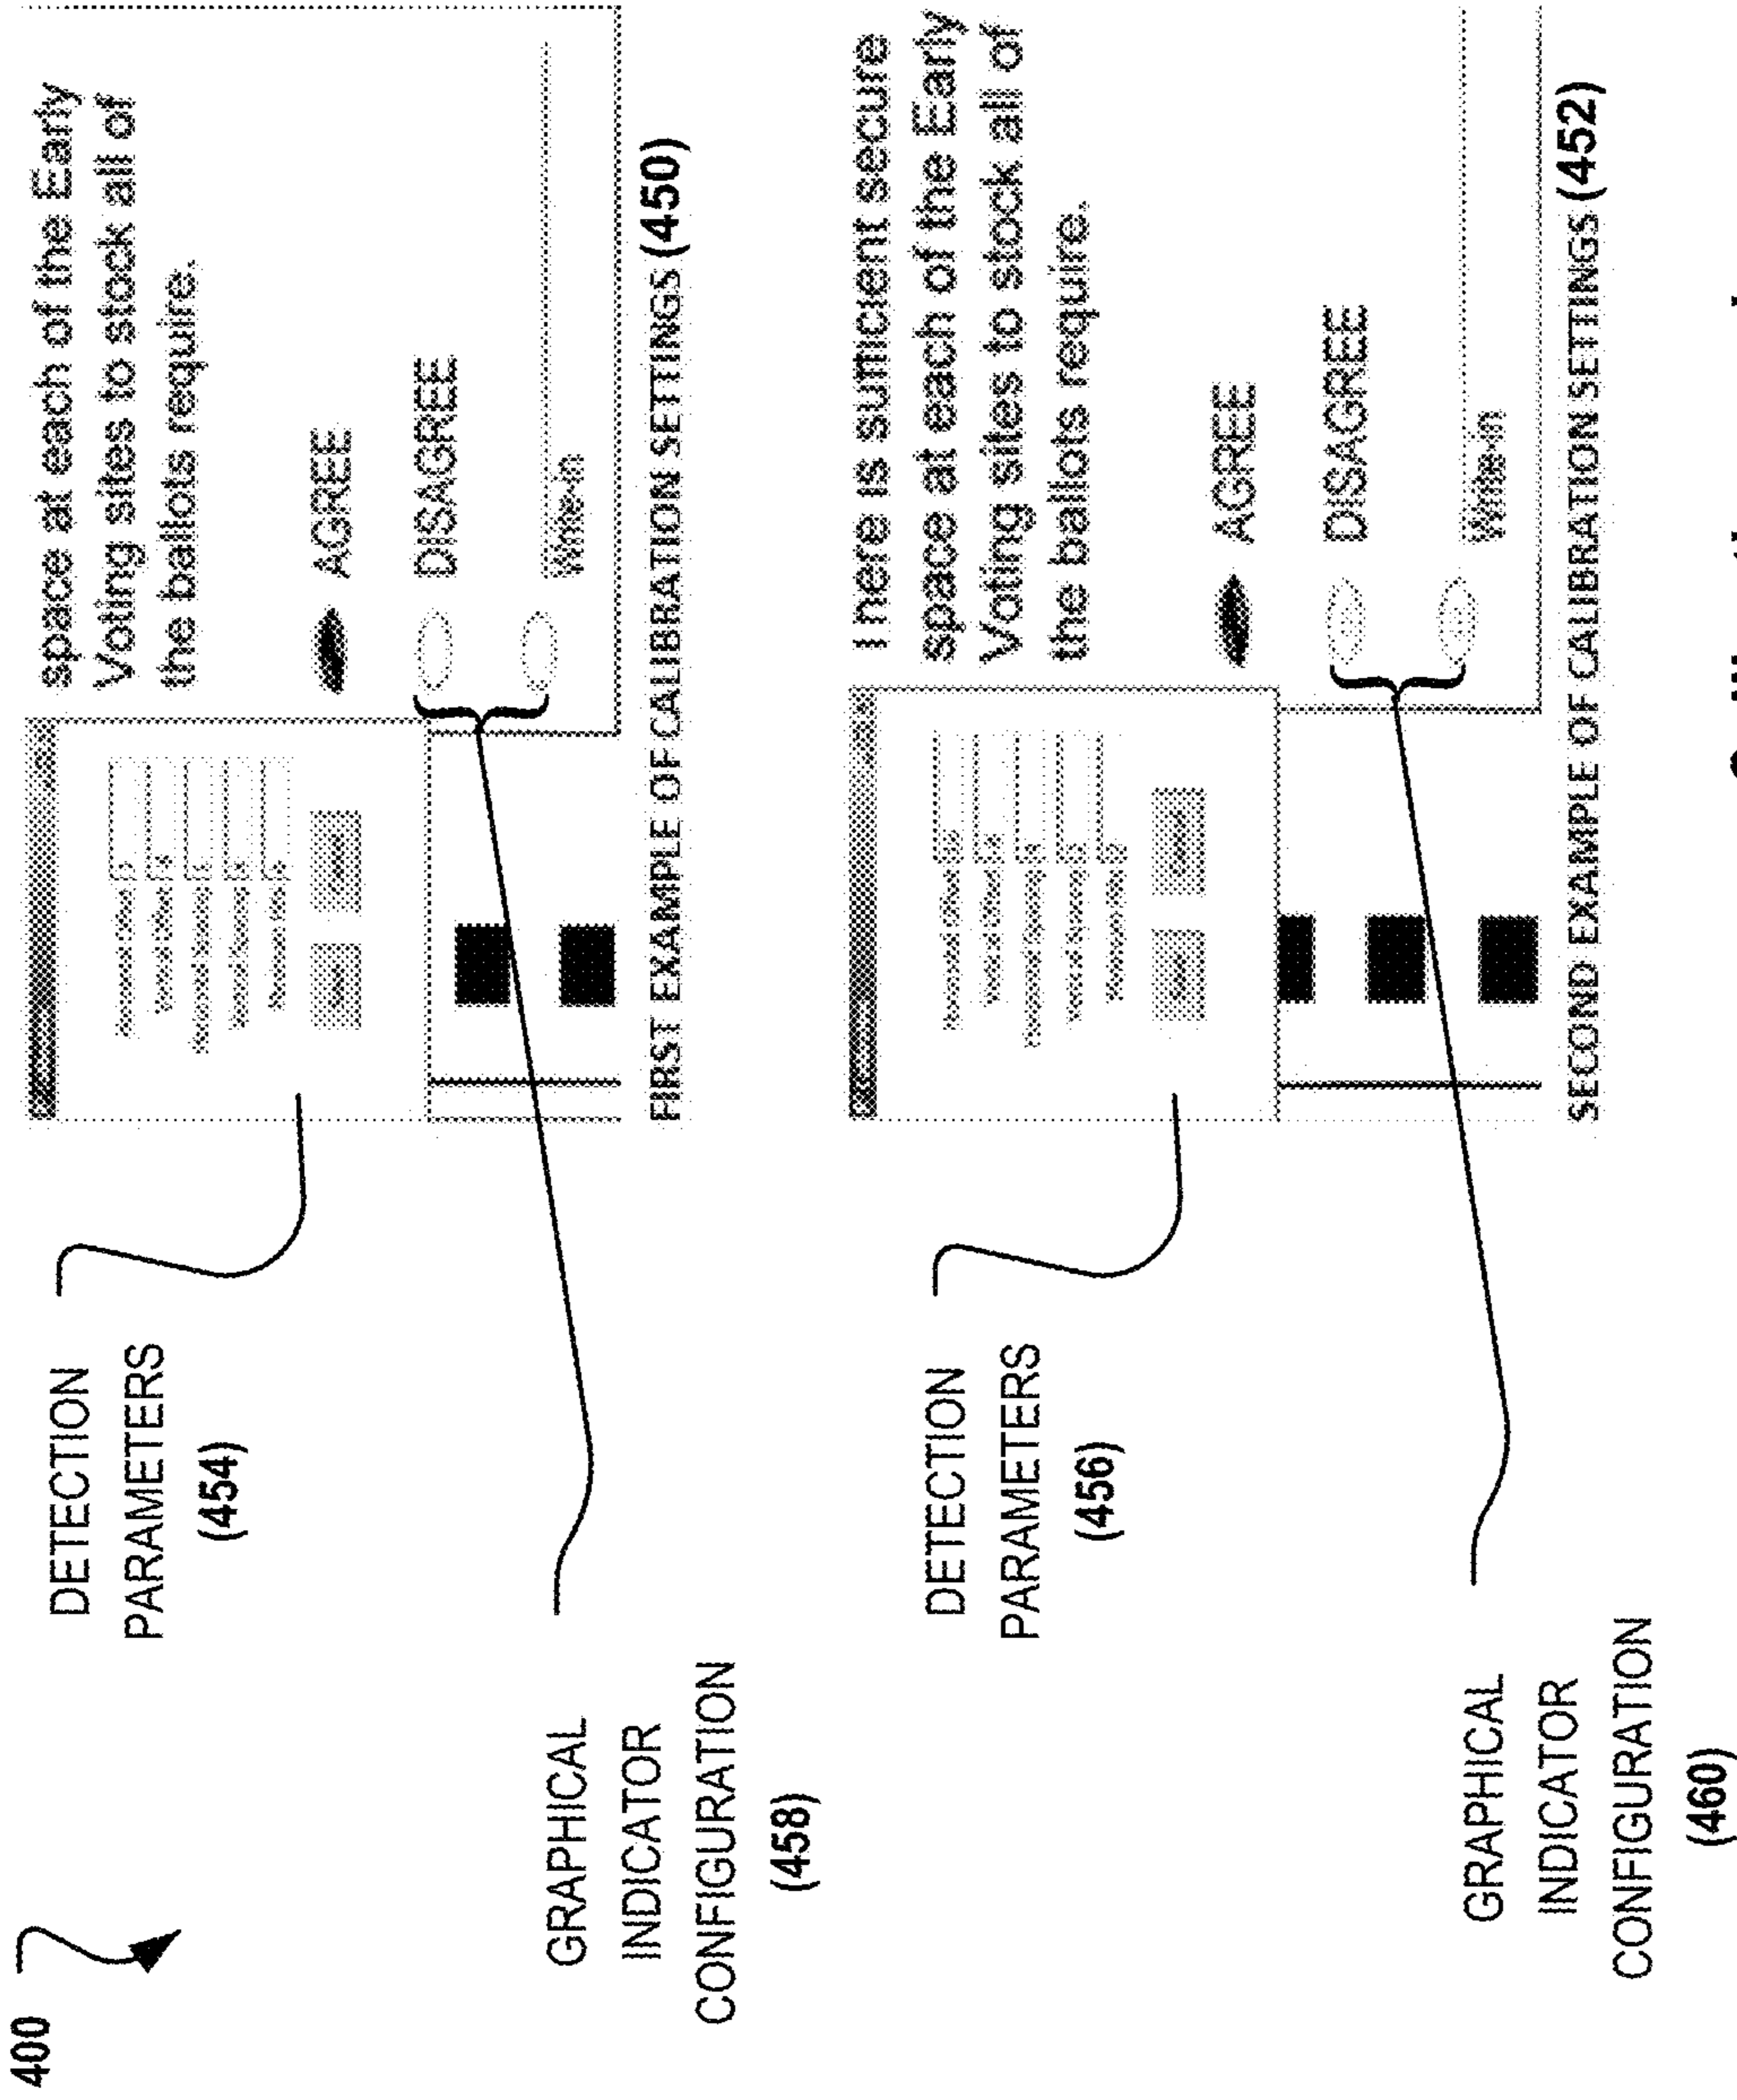 400
DETECTION
PARAMETERS
(454)
GRAPHICAL
INDICATOR
CONFIGURATION
(458)
space at each of the Early
Voting sites to stock all of
the ballots require.
AGREE
DISAGREE
Write-in
FIRST EXAMPLE OF CALIBRATION SETTINGS (450)
DETECTION
PARAMETERS
(456)
GRAPHICAL
INDICATOR
CONFIGURATION
(460)
There is sufficient secure
space at each of the Early
Voting sites to stock all of
the ballots require.
AGREE
DISAGREE
Write-in
SECOND EXAMPLE OF CALIBRATION SETTINGS (452)